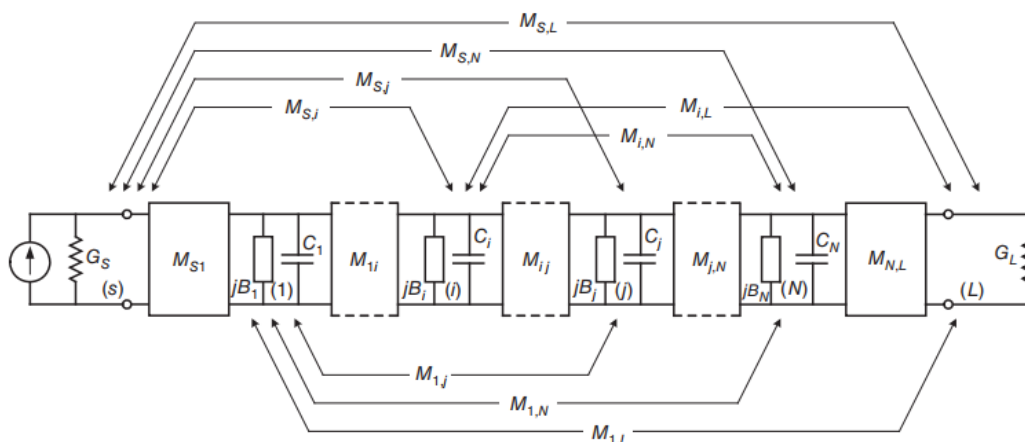 M_{S,L}
M_{S,N}
M_{S,j}
M_{S,i}
M_{i,L}
M_{i,N}
G_S
(s)
M_{S1}
jB_1
(1)
C_1
M_{1i}
jB_i
(i)
C_i
M_{ij}
jB_j
(j)
C_j
M_{j,N}
jB_N
(N)
C_N
M_{N,L}
(L)
G_L
M_{1,j}
M_{1,N}
M_{1,L}